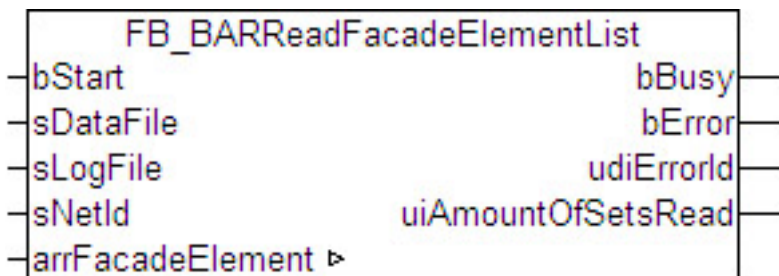 FB_BARReadFacadeElementList
bStart bBusy
sDataFile bError
sLogFile udiErrorId
sNetId uiAmountOfSetsRead
arrFacadeElement ▹